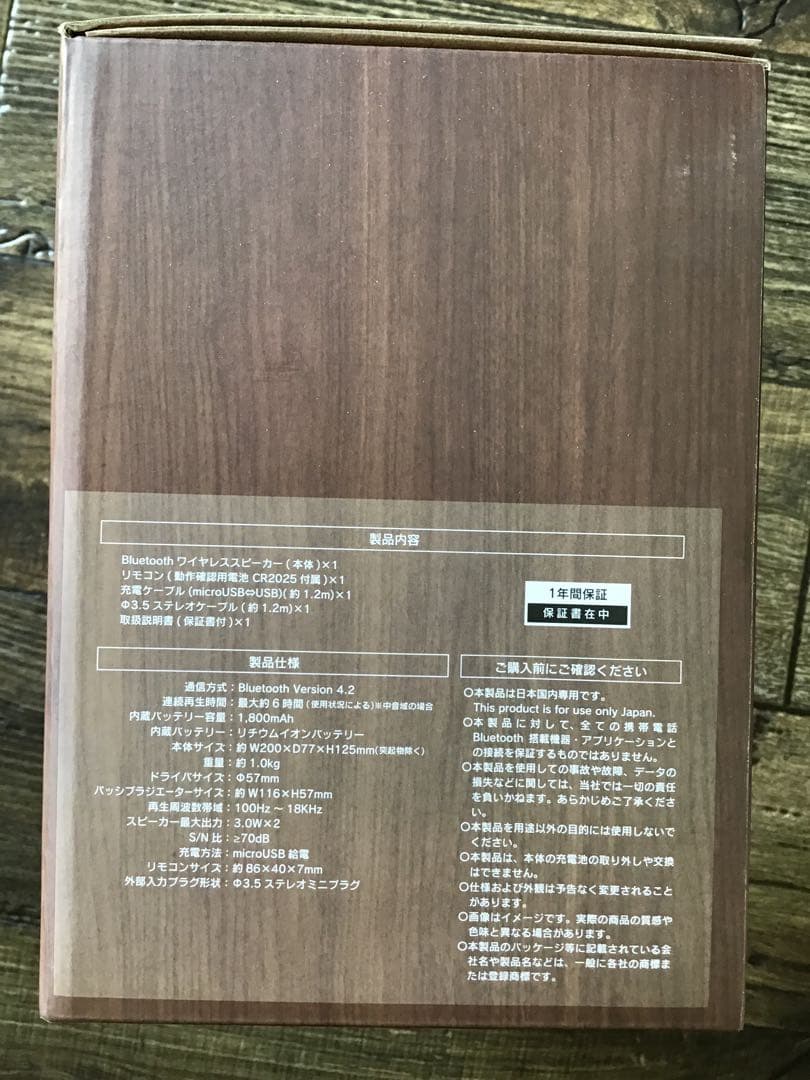 製品内容
Bluetooth ワイヤレススピーカー ( 本体 )×1
リモコン ( 動作確認用電池 CR2025 付属 )×1
充電ケーブル (microUSB⇔USB)( 約 1.2m)×1
Φ3.5 ステレオケーブル ( 約 1.2m)×1
取扱説明書 ( 保証書付 )×1
1年間保証
保証書在中
製品仕様
通信方式：Bluetooth Version 4.2
連続再生時間：最大約 6 時間 ( 使用状況による )※中音域の場合
内蔵バッテリー容量：1,800mAh
内蔵バッテリー：リチウムイオンバッテリー
本体サイズ：約 W200×D77×H125mm(突起物除く)
重量：約 1.0kg
ドライバサイズ：Φ57mm
パッシブラジエーターサイズ：約 W116×H57mm
再生周波数帯域：100Hz ～ 18KHz
スピーカー最大出力：3.0W×2
S/N 比：≥70dB
充電方法：microUSB 給電
リモコンサイズ：約 86×40×7mm
外部入力プラグ形状：Φ3.5 ステレオミニプラグ
ご購入前にご確認ください
○本製品は日本国内専用です。
This product is for use only Japan.
○本製品に対して、全ての携帯電話
Bluetooth 搭載機器・アプリケーションと
の接続を保証するものではありません。
○本製品を使用しての事故や故障、データの
損失などに関しては、当社では一切の責任
を負いかねます。あらかじめご了承くださ
い。
○本製品を用途以外の目的には使用しないで
ください。
○本製品は、本体の充電池の取り外しや交換
はできません。
○仕様および外観は予告なく変更されること
があります。
○画像はイメージです。実際の商品の質感や
色味と異なる場合があります。
○本製品のパッケージ等に記載されている会
社名や製品名などは、一般に各社の商標ま
たは登録商標です。